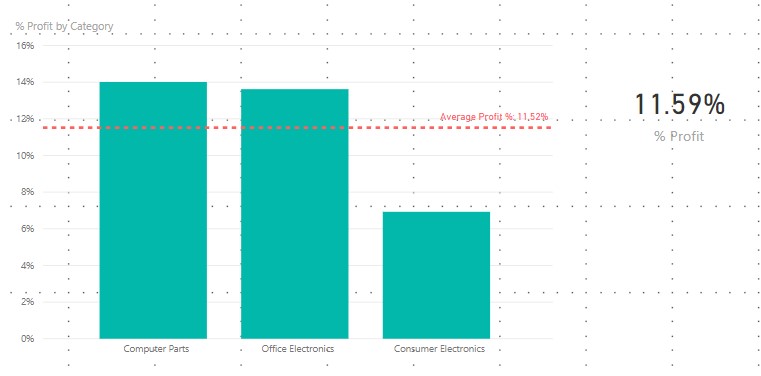 % Profit by Category
16%
14%
12%
10%
8%
6%
4%
2%
0%
Average Profit %, 11,52%
Computer Parts
Office Electronics
Consumer Electronics
11.59%
% Profit